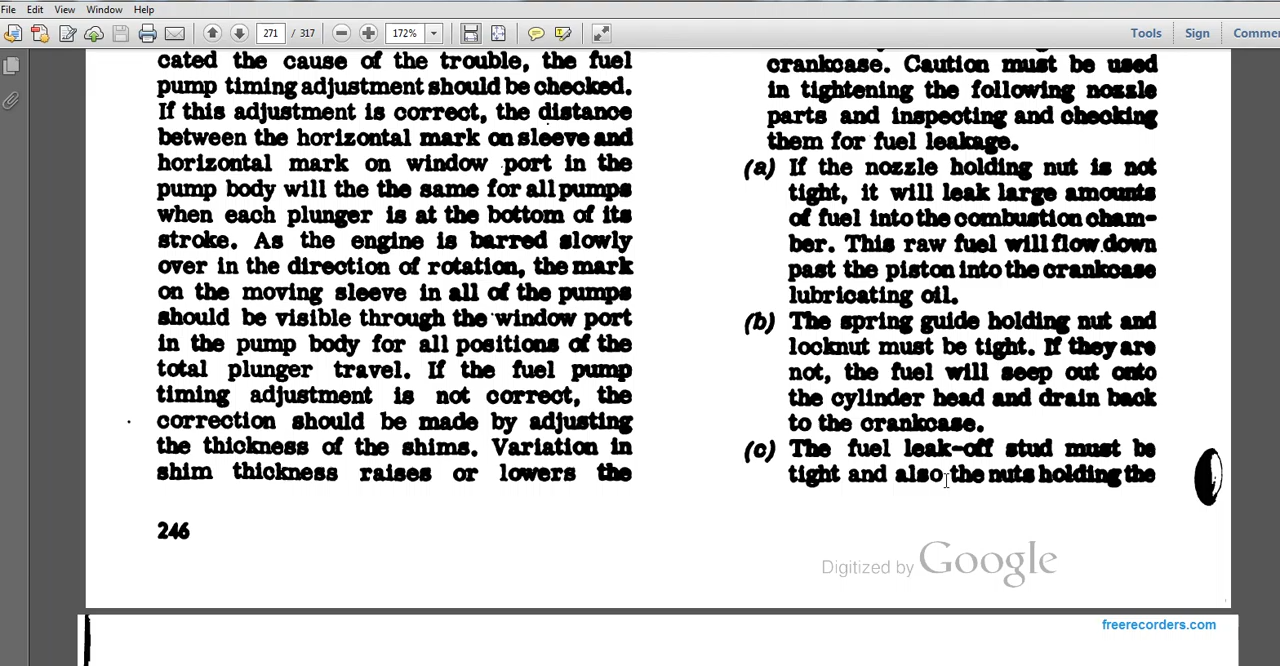 File Edit View Window Help
271 / 317 172% Tools Sign Comme
cated the cause of the trouble, the fuel
pump timing adjustment should be checked.
If this adjustment is correct, the distance
between the horizontal mark on sleeve and
horizontal mark on window port in the
pump body will the the same for all pumps
when each plunger is at the bottom of its
stroke. As the engine is barred slowly
over in the direction of rotation, the mark
on the moving sleeve in all of the pumps
should be visible through the window port
in the pump body for all positions of the
total plunger travel. If the fuel pump
timing adjustment is not correct, the
correction should be made by adjusting
the thickness of the shims. Variation in
shim thickness raises or lowers the
246
crankcase. Caution must be used
in tightening the following nozzle
parts and inspecting and checking
them for fuel leakage.
(a) If the nozzle holding nut is not
tight, it will leak large amounts
of fuel into the combustion cham-
ber. This raw fuel will flow down
past the piston into the crankcase
lubricating oil.
(b) The spring guide holding nut and
locknut must be tight. If they are
not, the fuel will seep out onto
the cylinder head and drain back
to the crankcase.
(c) The fuel leak-off stud must be
tight and also the nuts holding the
Digitized by Google
freerecorders.com